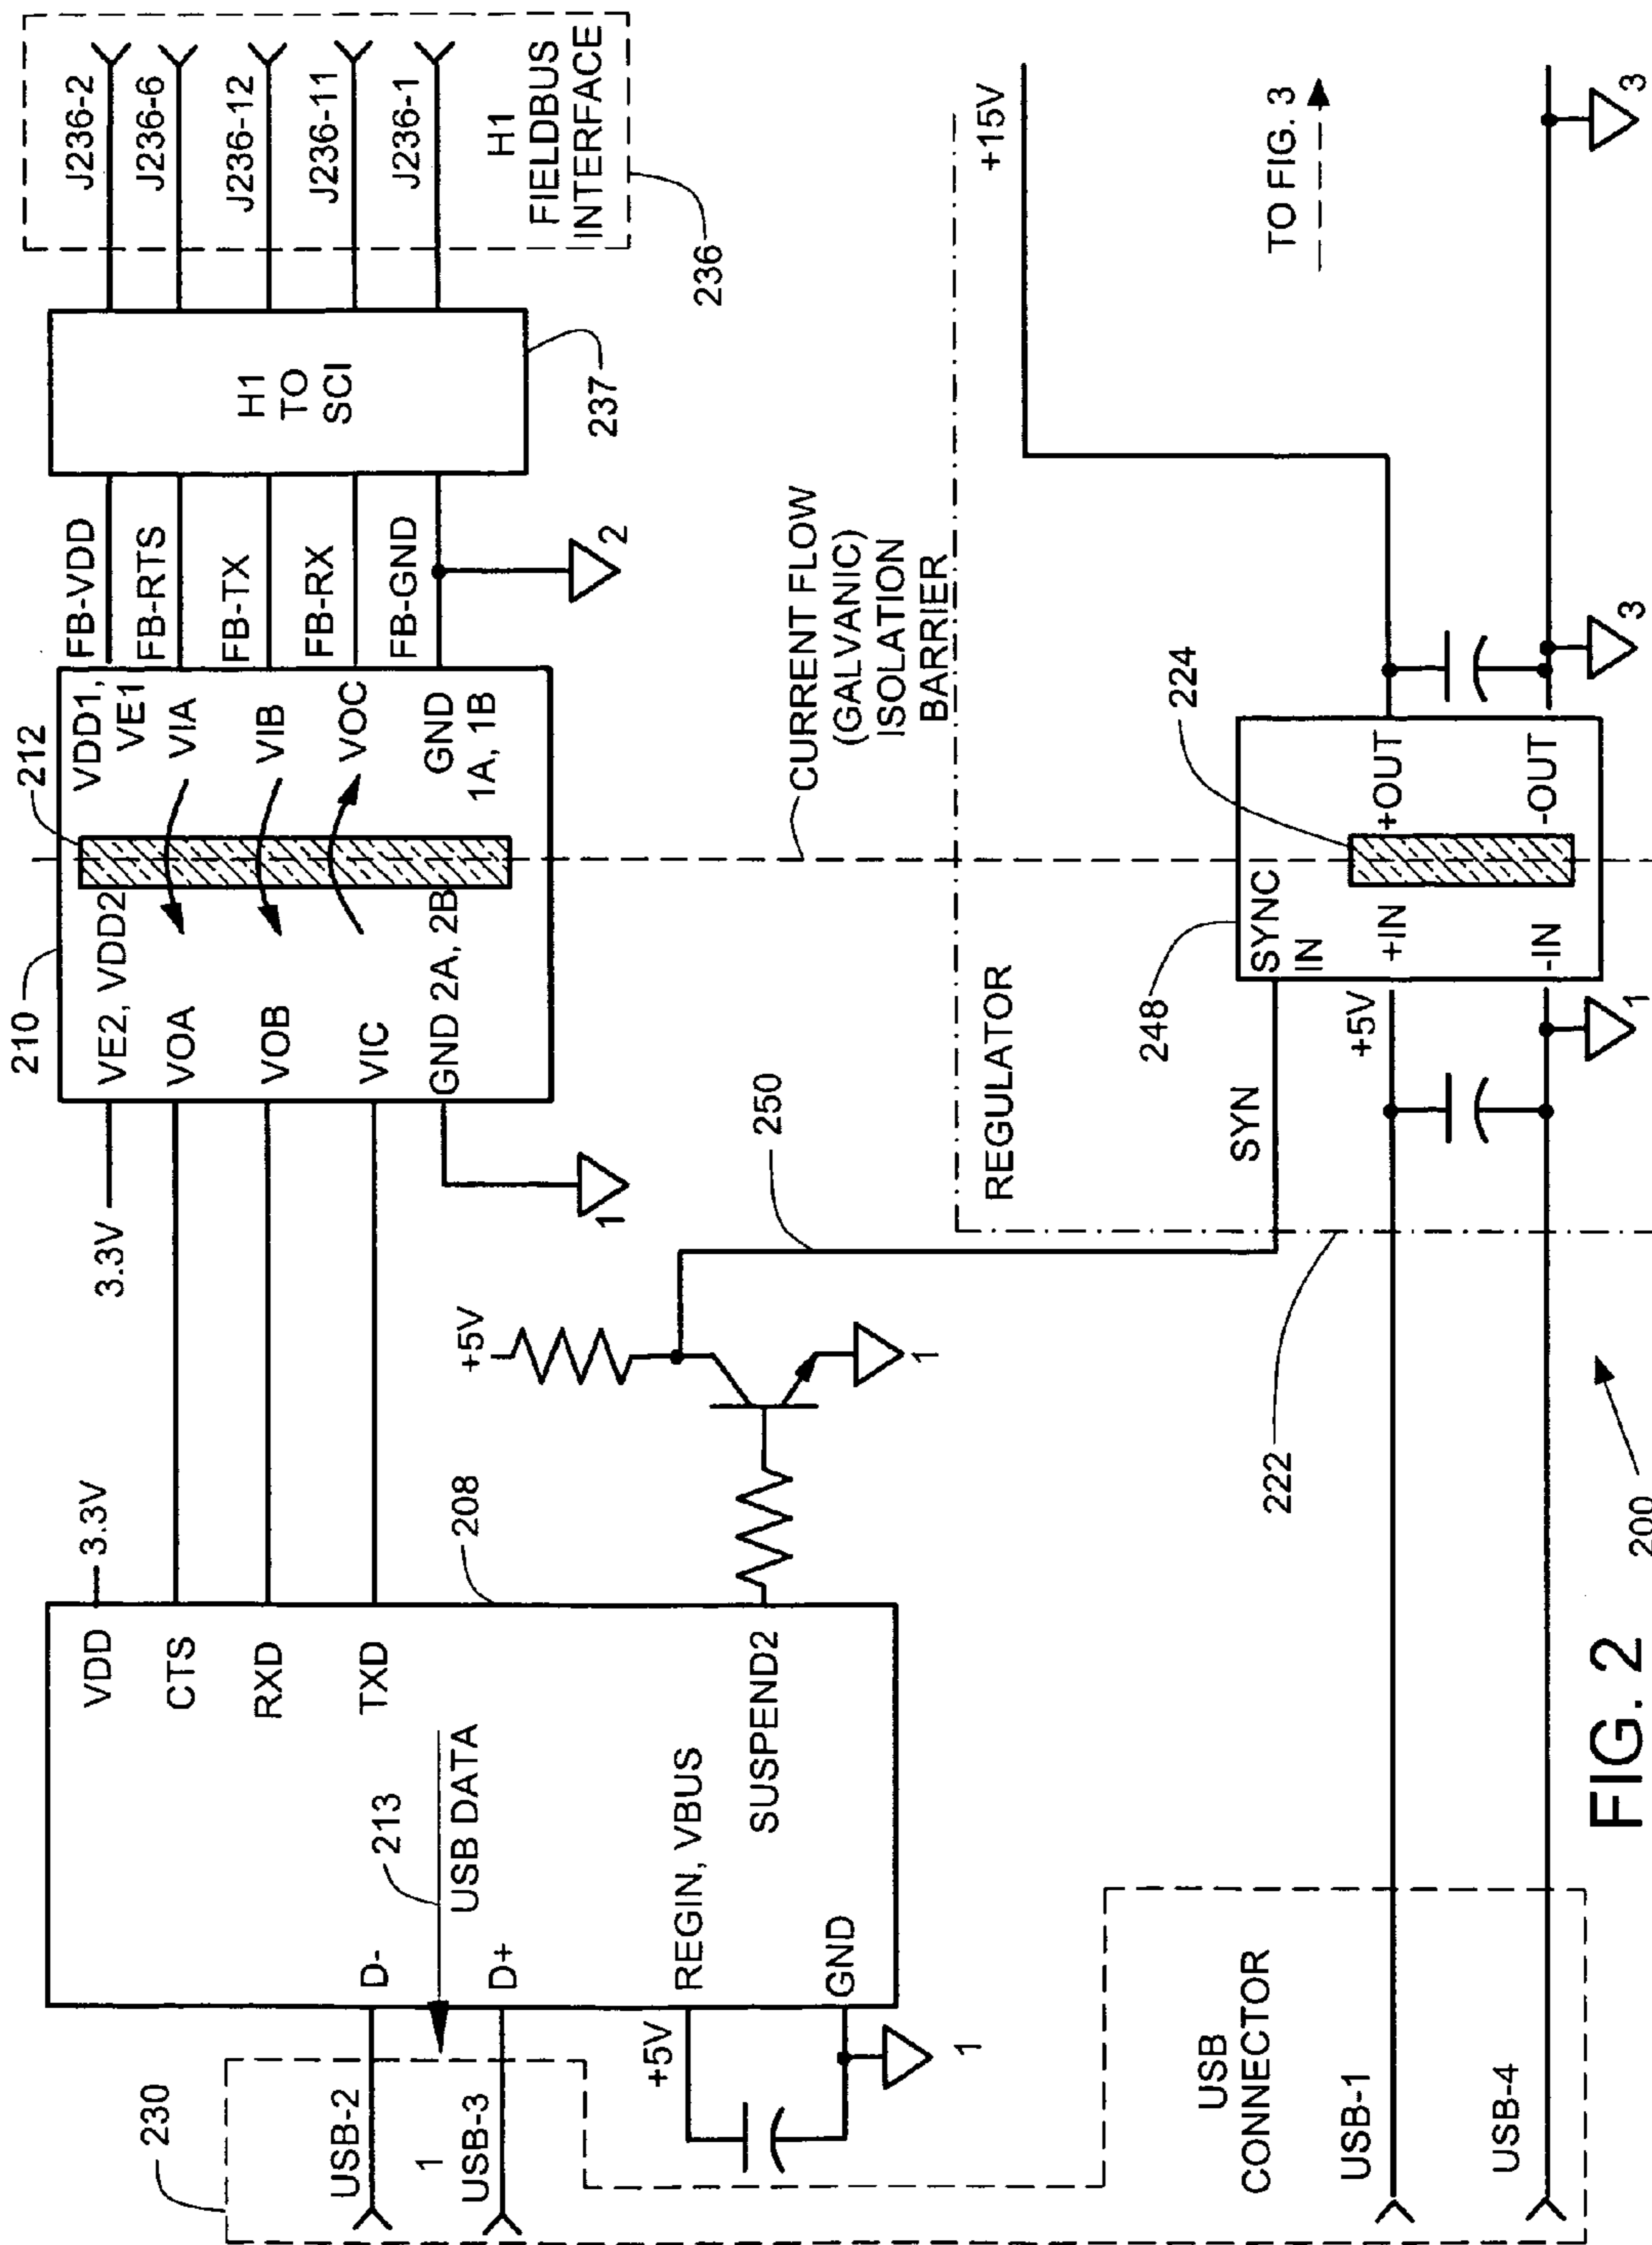 230
USB-2
1
USB-3
D-
213
USB DATA
D+
+5V
REGIN, VBUS
GND
1
SUSPEND2
VDD
3.3V
CTS
RXD
TXD
208
+5V
1
250
3.3V
1
210
VE2, VDD2
VOA
VOB
VIC
GND 2A, 2B
212
VDD1,
VE1
VIA
VIB
VOC
GND
1A, 1B
FB-VDD
FB-RTS
FB-TX
FB-RX
FB-GND
2
H1
TO
SCI
237
J236-2
J236-6
J236-12
J236-11
J236-1
H1
FIELDBUS
INTERFACE
236
CURRENT FLOW
(GALVANIC)
ISOLATION
BARRIER
USB
CONNECTOR
USB-1
USB-4
222
REGULATOR
SYN
248
+5V
1
SYNC
IN
+IN
-IN
+OUT
-OUT
224
3
+15V
TO FIG. 3
3
FIG. 2
200